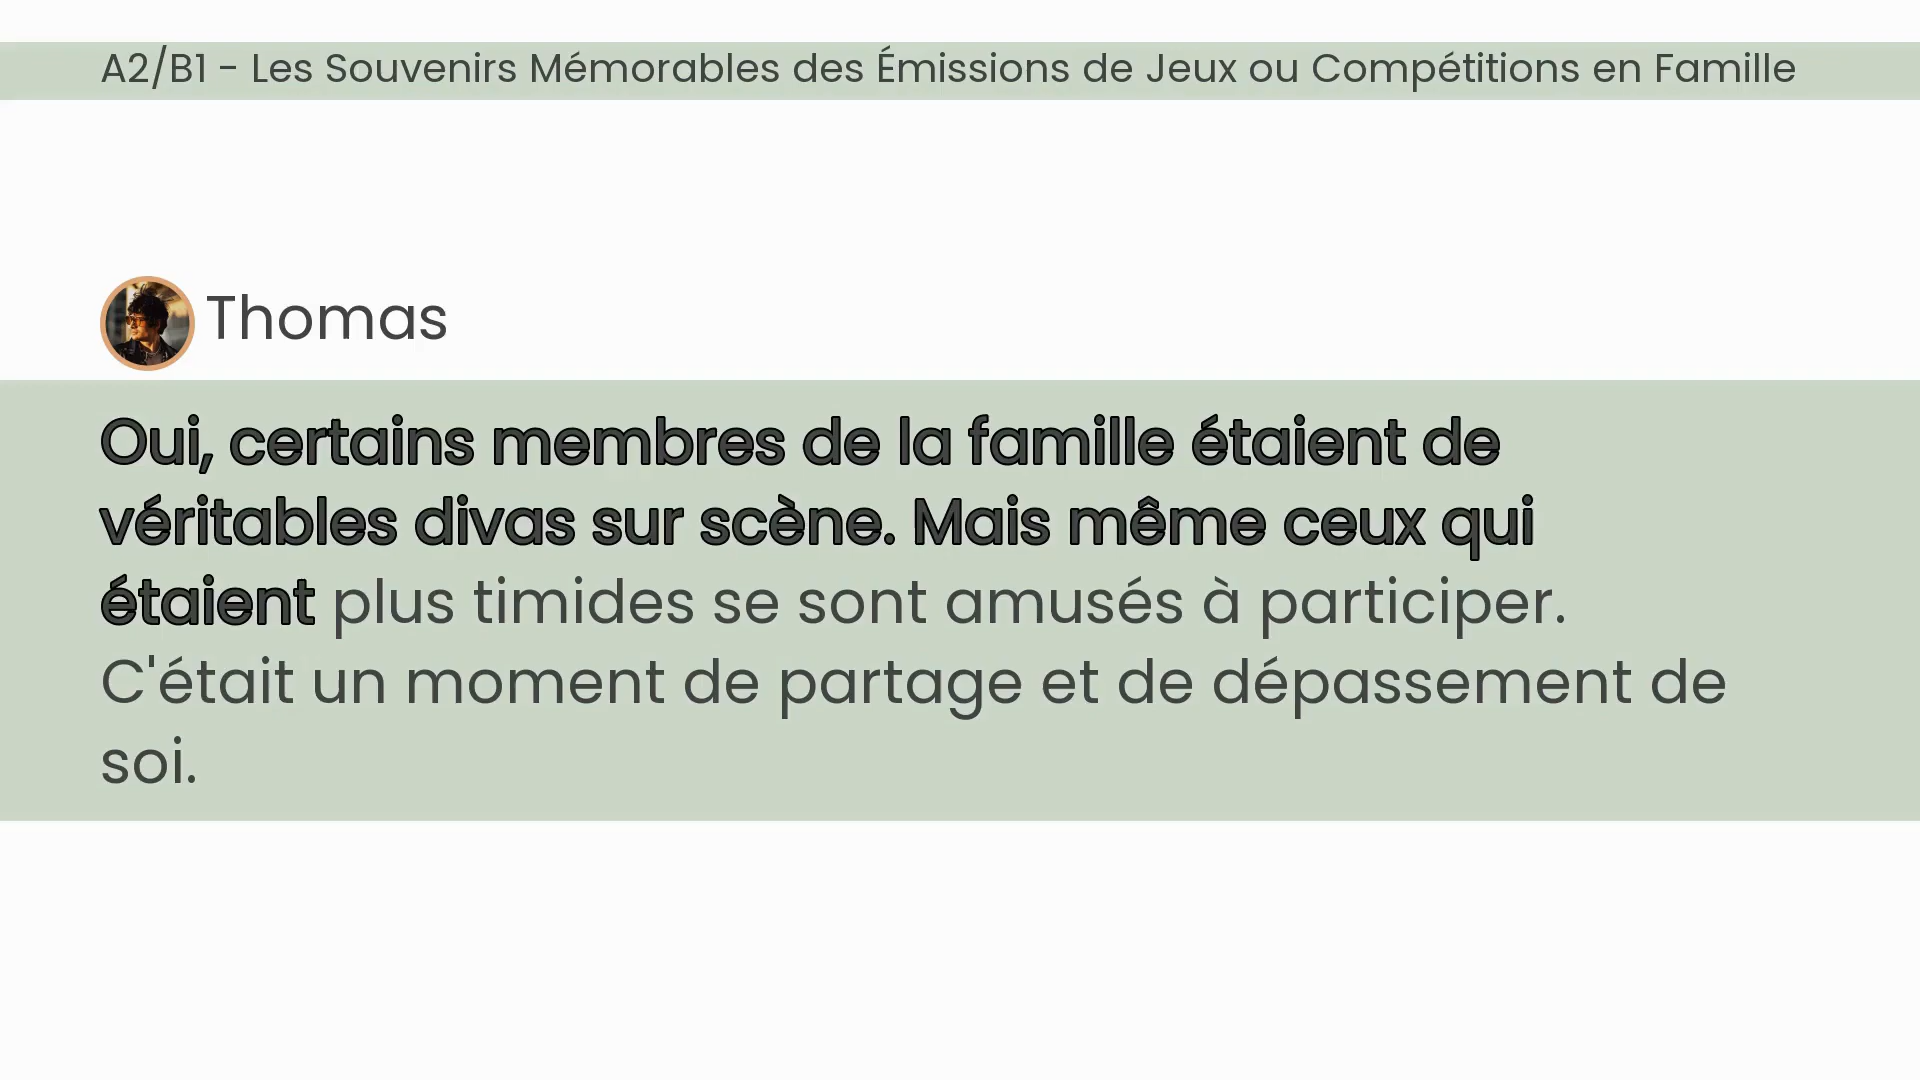 A2/B1 - Les Souvenirs Mémorables des Émissions de Jeux ou Compétitions en Famille
Thomas
Oui, certains membres de la famille étaient de
véritables divas sur scène. Mais même ceux qui
étaient plus timides se sont amusés à participer.
C'était un moment de partage et de dépassement de
soi.